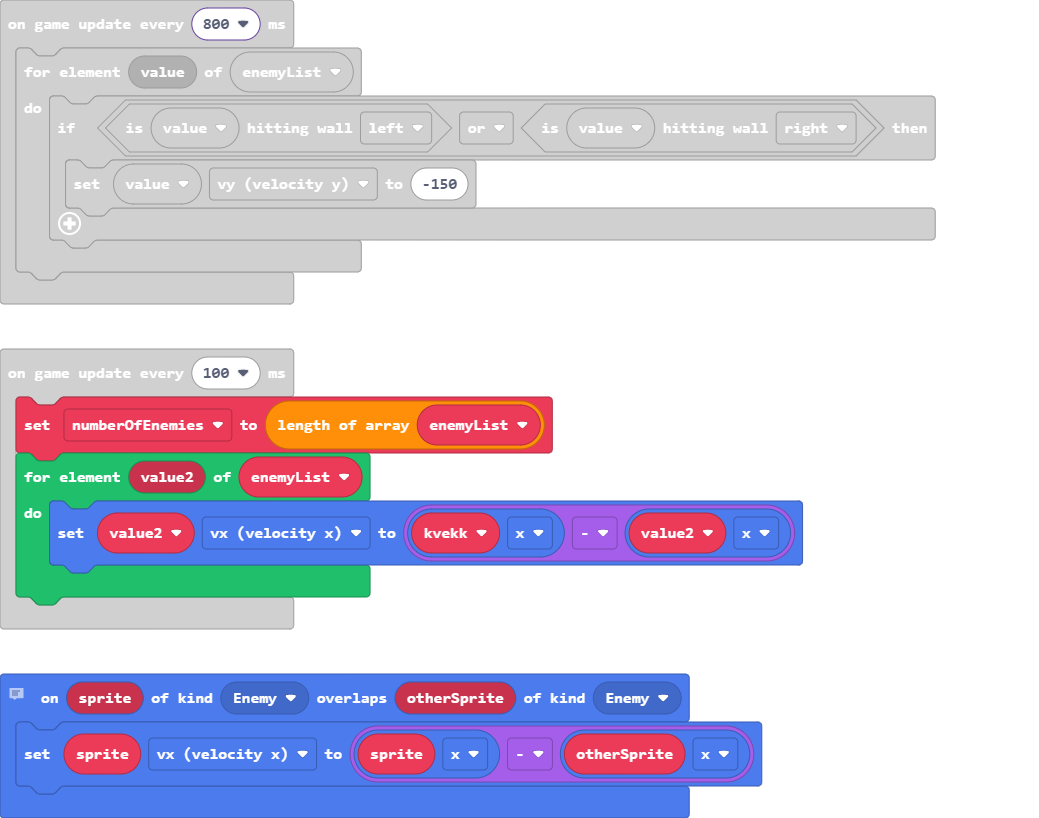 on game update every 800 ms
for element value of enemyList
do
if is value hitting wall left or is value hitting wall right then
set value vy (velocity y) to -150
on game update every 100 ms
set numberOfEnemies to length of array enemyList
for element value2 of enemyList
do
set value2 vx (velocity x) to kvekk x - value2 x
on sprite of kind Enemy overlaps otherSprite of kind Enemy
set sprite vx (velocity x) to sprite x - otherSprite x